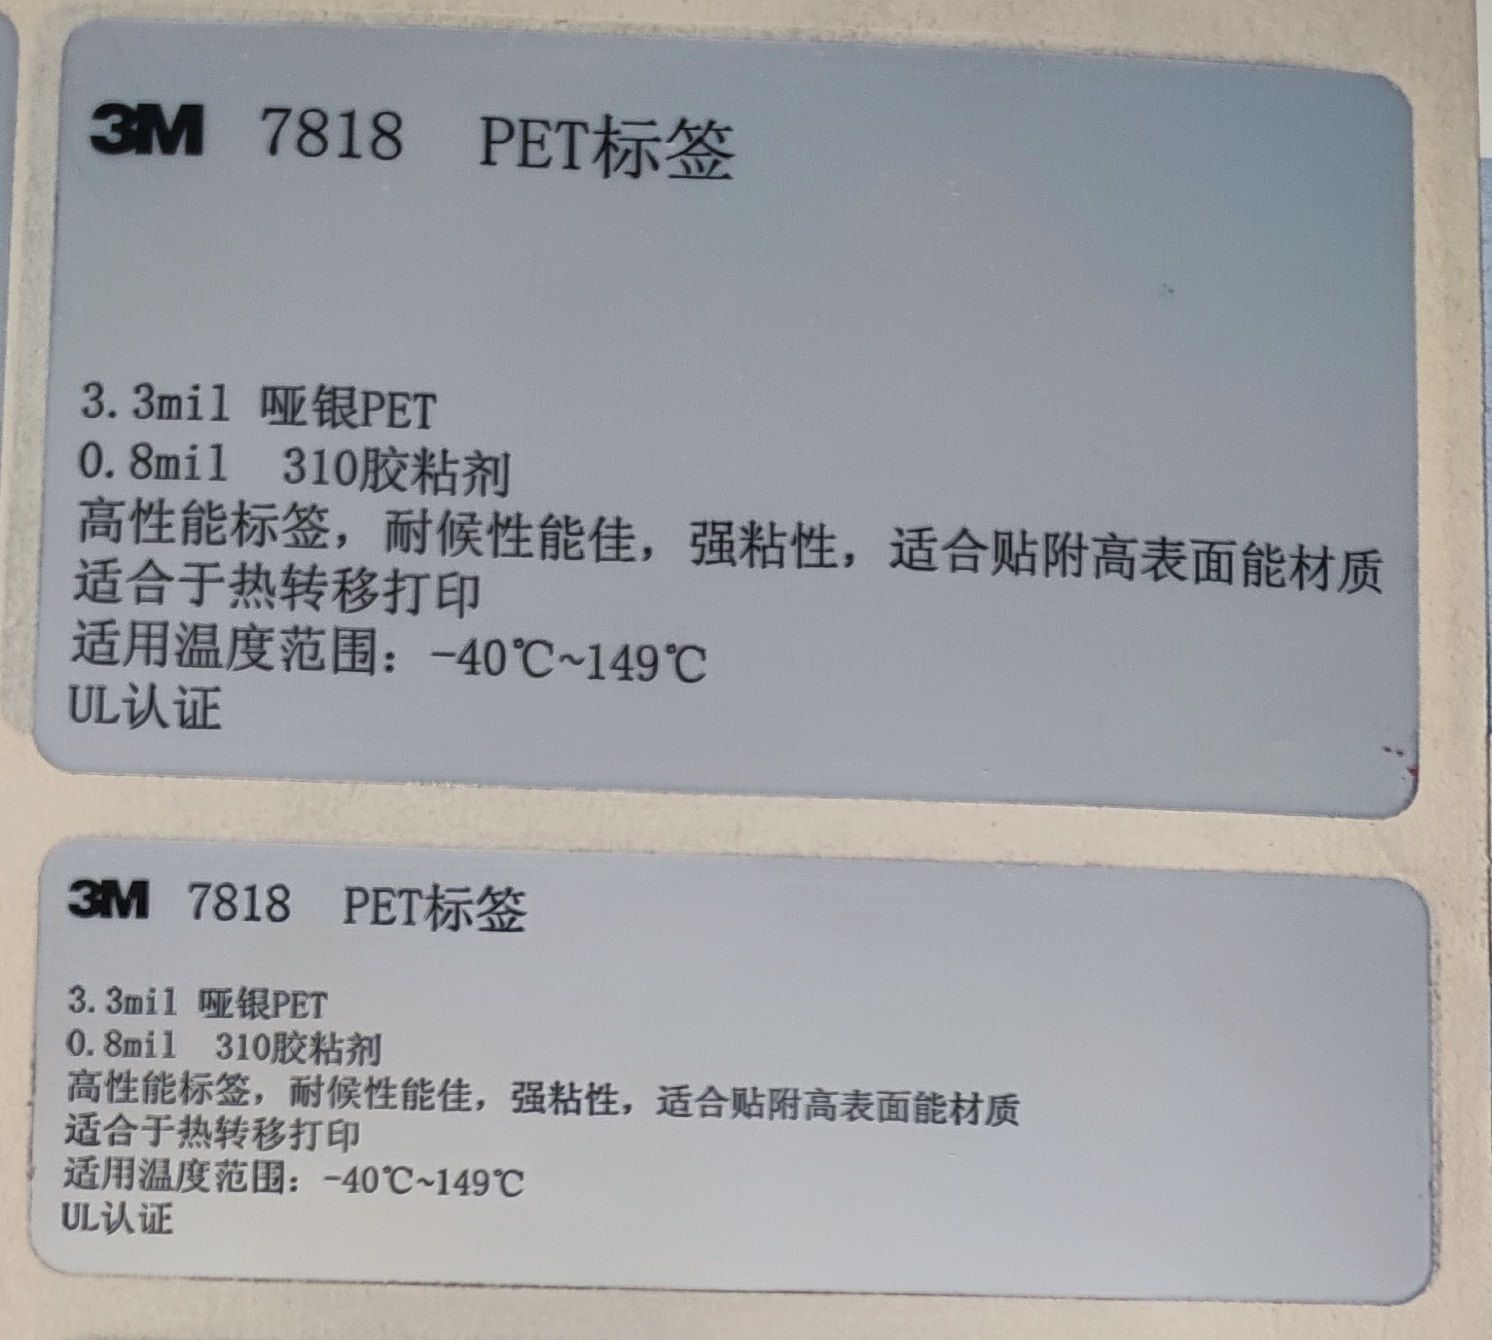 3M 7818 PET标签
3.3mil 哑银PET
0.8mil 310胶粘剂
高性能标签，耐候性能佳，强粘性，适合贴附高表面能材质
适合于热转移打印
适用温度范围：-40℃~149℃
UL认证
3M 7818 PET标签
3.3mil 哑银PET
0.8mil 310胶粘剂
高性能标签，耐候性能佳，强粘性，适合贴附高表面能材质
适合于热转移打印
适用温度范围：-40℃~149℃
UL认证